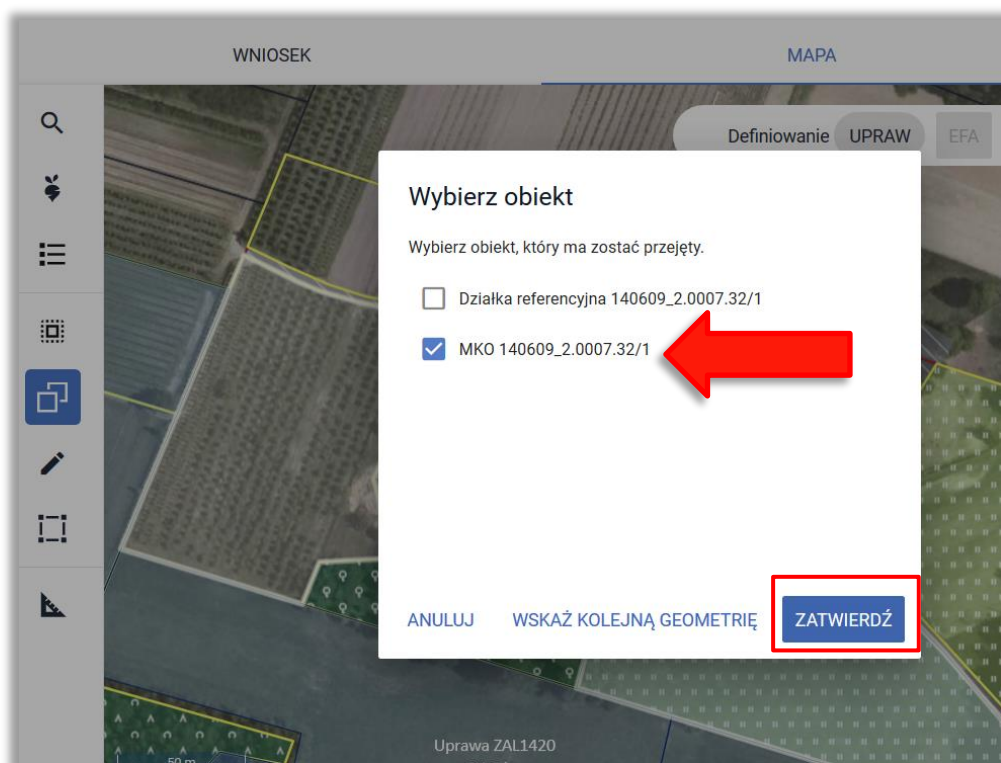 WNIOSEK
MAPA
Definiowanie UPRAW EFA
Wybierz obiekt
Wybierz obiekt, który ma zostać przejęty.
Działka referencyjna 140609_2.0007.32/1
MKO 140609_2.0007.32/1
ANULUJ WSKAŻ KOLEJNĄ GEOMETRIĘ ZATWIERDŹ
Uprawa ZAL1420
50 m